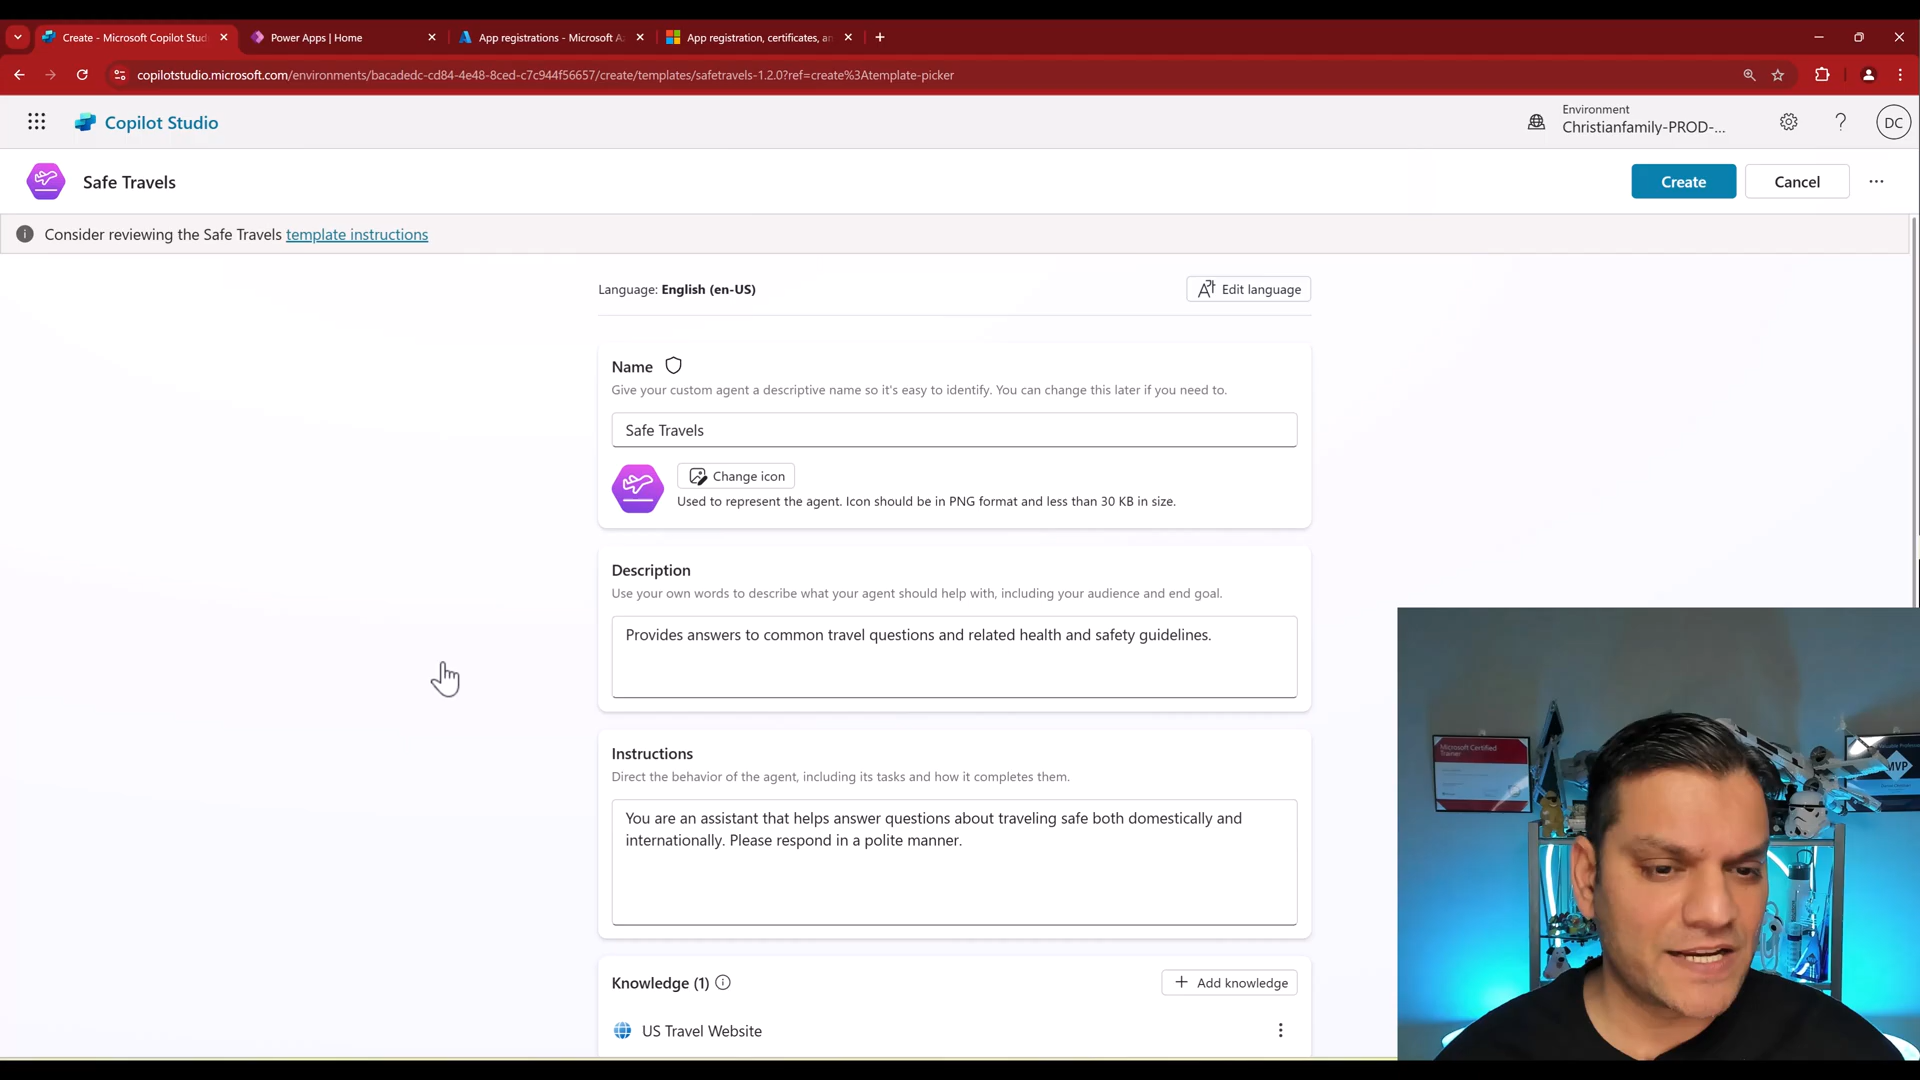 Create - Microsoft Copilot Stud
Power Apps | Home
App registrations - Microsoft A
App registration, certificates, an
copilotstudio.microsoft.com/environments/bacadedc-cd84-4e48-8ced-c7c944f56657/create/templates/safetravels-1.2.0?ref=create%3Atemplate-picker
Copilot Studio
Environment
Christianfamily-PROD-...
DC
Safe Travels
Create
Cancel
Consider reviewing the Safe Travels template instructions
Language: English (en-US)
Edit language
Name
Give your custom agent a descriptive name so it's easy to identify. You can change this later if you need to.
Safe Travels
Change icon
Used to represent the agent. Icon should be in PNG format and less than 30 KB in size.
Description
Use your own words to describe what your agent should help with, including your audience and end goal.
Provides answers to common travel questions and related health and safety guidelines.
Instructions
Direct the behavior of the agent, including its tasks and how it completes them.
You are an assistant that helps answer questions about traveling safe both domestically and
internationally. Please respond in a polite manner.
Knowledge (1)
Add knowledge
US Travel Website
Microsoft Certified
Trainer
MVP